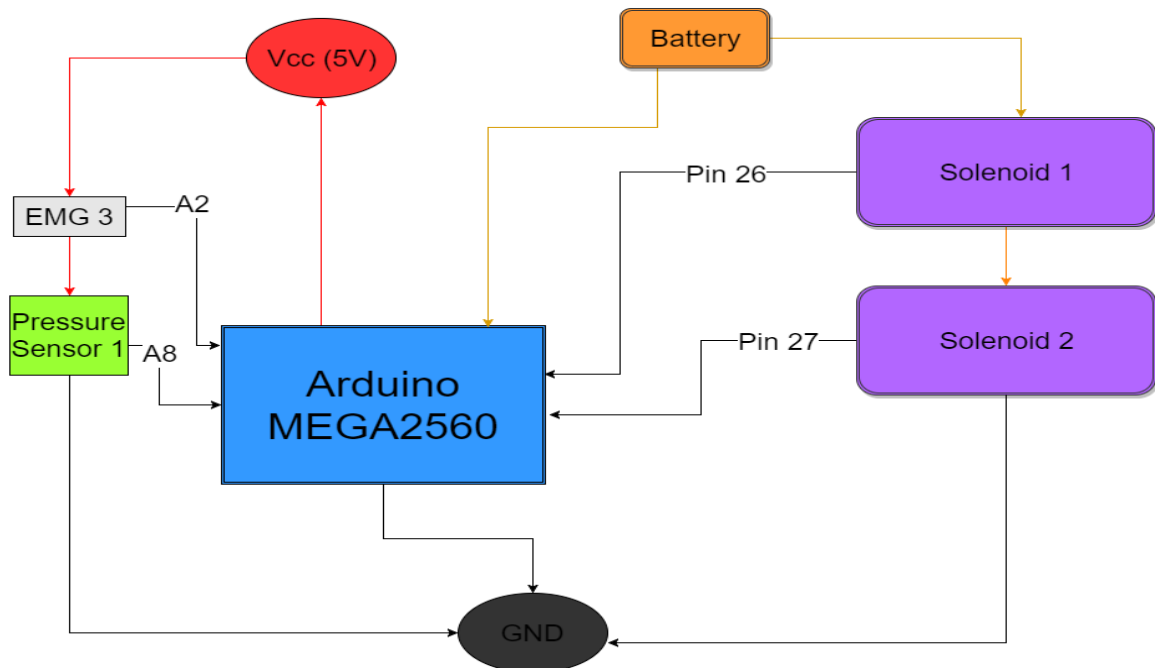 Vcc (5V)
Battery
Pin 26
Solenoid 1
EMG 3
A2
Pressure
Sensor 1
A8
Arduino
MEGA2560
Pin 27
Solenoid 2
GND